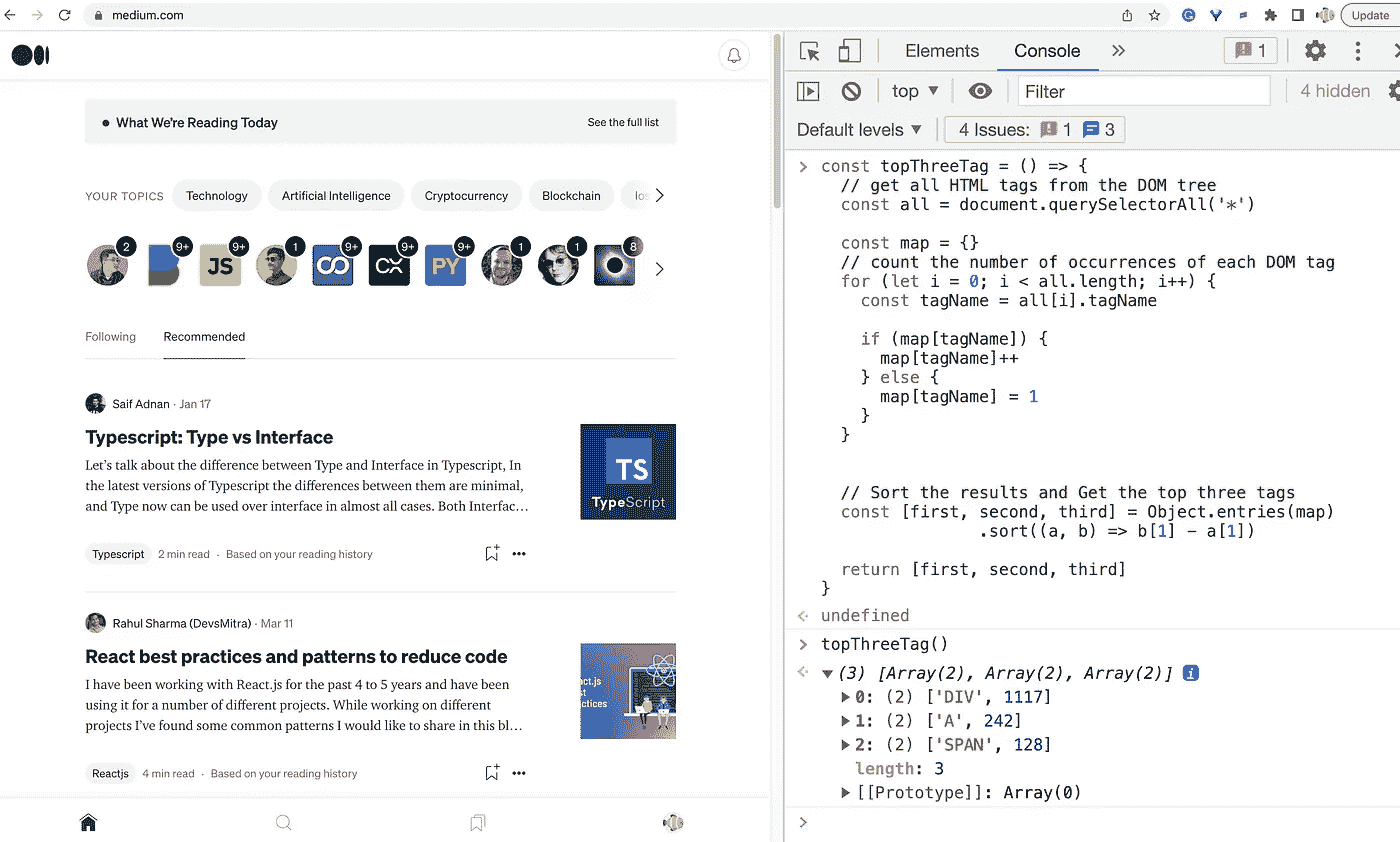 medium.com
Update
What We're Reading Today
See the full list
YOUR TOPICS
Technology
Artificial Intelligence
Cryptocurrency
Blockchain
2
9+
9+
1
9+
9+
9+
1
1
8
JS
CX
PY
Following
Recommended
Saif Adnan · Jan 17
Typescript: Type vs Interface
Let's talk about the difference between Type and Interface in Typescript, In
the latest versions of Typescript the differences between them are minimal,
and Type now can be used over interface in almost all cases. Both Interfac…
TS
TypeScript
Typescript 2 min read · Based on your reading history
Rahul Sharma (DevsMitra) · Mar 11
React best practices and patterns to reduce code
I have been working with React.js for the past 4 to 5 years and have been
using it for a number of different projects. While working on different
projects I've found some common patterns I would like to share in this bl…
Reactjs 4 min read · Based on your reading history
Elements
Console
1
top
Filter
4 hidden
Default levels
4 Issues: 1 3
const topThreeTag = () => {
// get all HTML tags from the DOM tree
const all = document.querySelectorAll('*')
const map = {}
// count the number of occurrences of each DOM tag
for (let i = 0; i < all.length; i++) {
const tagName = all[i].tagName
if (map[tagName]) {
map[tagName]++
} else {
map[tagName] = 1
}
}
// Sort the results and Get the top three tags
const [first, second, third] = Object.entries(map)
.sort((a, b) => b[1] - a[1])
return [first, second, third]
}
undefined
topThreeTag()
(3) [Array(2), Array(2), Array(2)] i
0: (2) ['DIV', 1117]
1: (2) ['A', 242]
2: (2) ['SPAN', 128]
length: 3
[[Prototype]]: Array(0)